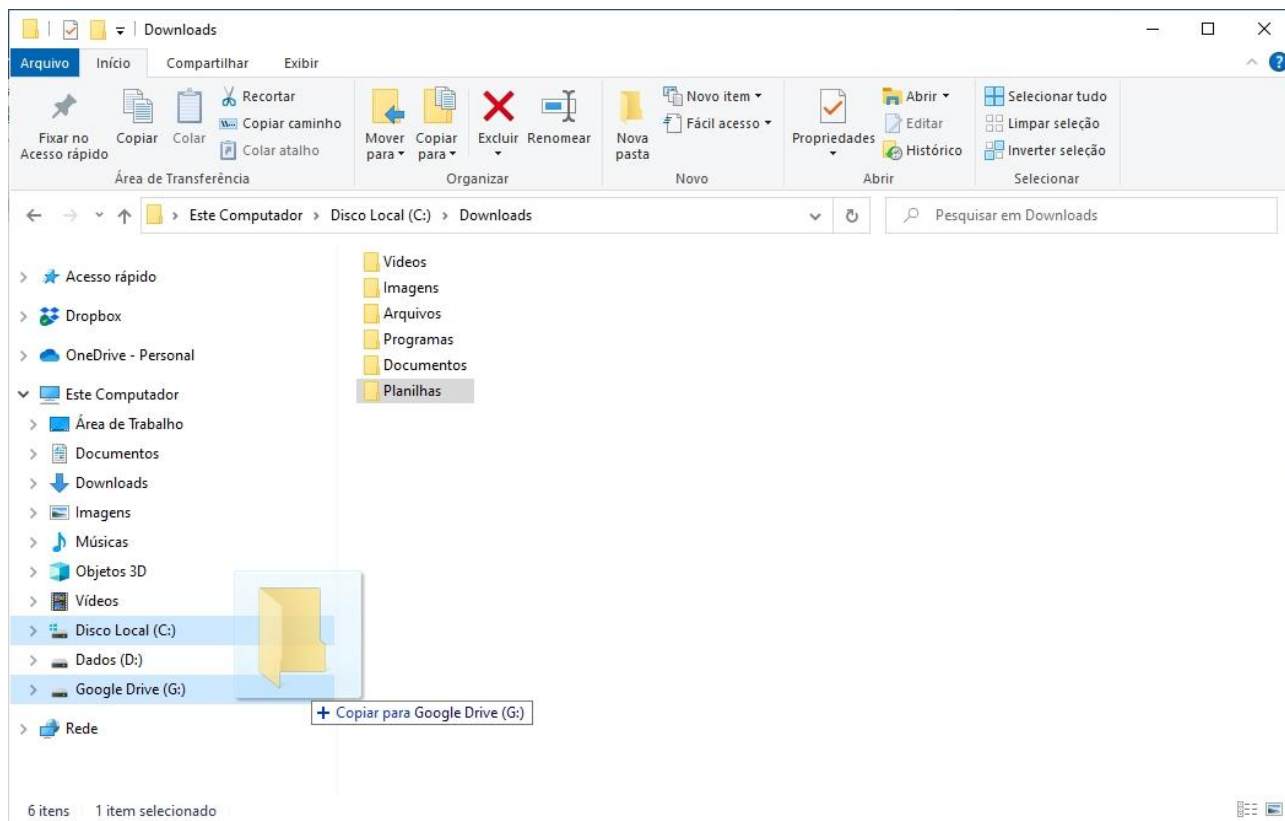 Downloads
Arquivo Início Compartilhar Exibir
Fixar no Acesso rápido
Copiar
Colar
Recortar
Copiar caminho
Colar atalho
Área de Transferência
Mover para
Copiar para
Excluir
Renomear
Organizar
Nova pasta
Novo item
Fácil acesso
Novo
Propriedades
Abrir
Editar
Histórico
Abrir
Selecionar tudo
Limpar seleção
Inverter seleção
Selecionar
Este Computador > Disco Local (C:) > Downloads
Pesquisar em Downloads
Acesso rápido
Dropbox
OneDrive - Personal
Este Computador
Área de Trabalho
Documentos
Downloads
Imagens
Músicas
Objetos 3D
Vídeos
Disco Local (C:)
Dados (D:)
Google Drive (G:)
Rede
Videos
Imagens
Arquivos
Programas
Documentos
Planilhas
+ Copiar para Google Drive (G:)
6 itens 1 item selecionado